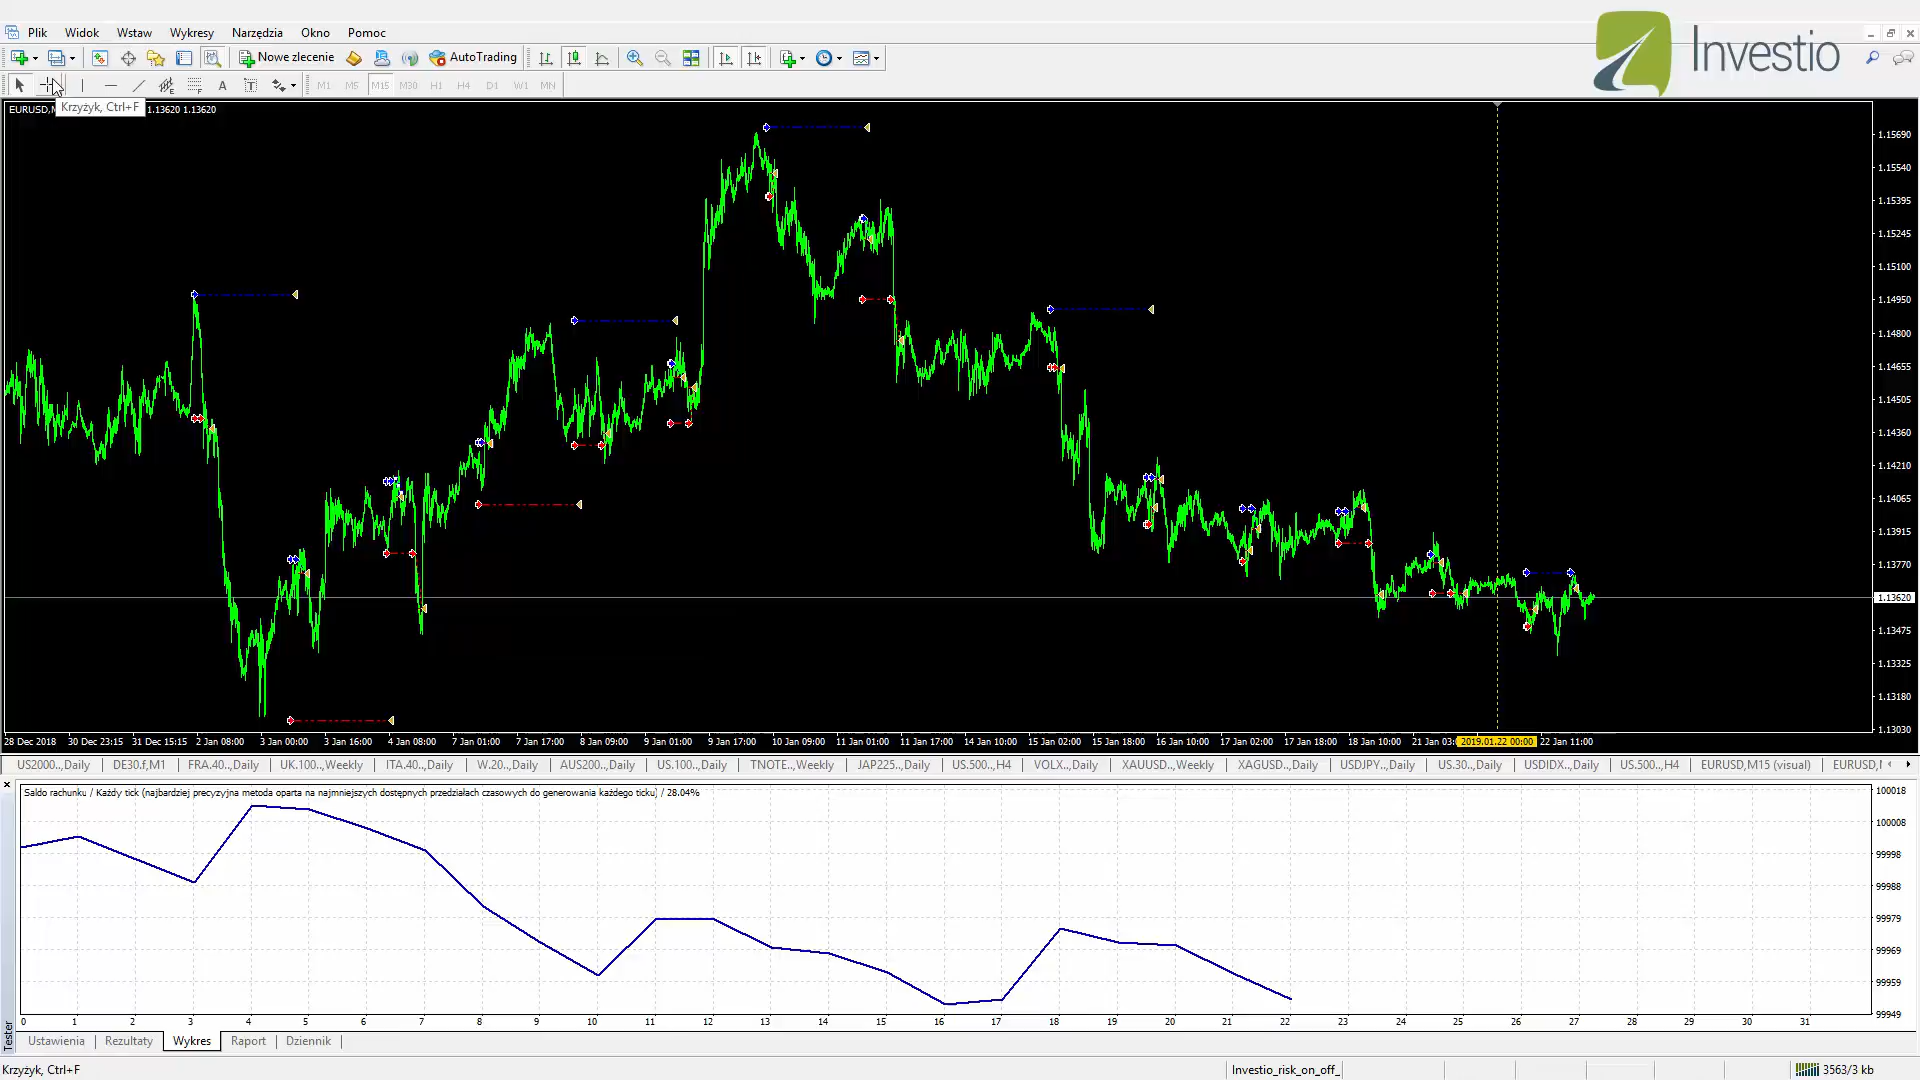 Investio
Plik Widok Wstaw Wykresy Narzędzia Okno Pomoc
Nowe zlecenie AutoTrading
A T M1 M5 M15 M30 H1 H4 D1 W1 MN
Krzyżyk, Ctrl+F
EURUSD, 1.13620 1.13620
1.15690
1.15540
1.15395
1.15245
1.15100
1.14950
1.14800
1.14655
1.14505
1.14360
1.14210
1.14065
1.13915
1.13770
1.13620
1.13475
1.13325
1.13180
1.13030
28 Dec 2018 30 Dec 23:15 31 Dec 15:15 2 Jan 08:00 3 Jan 00:00 3 Jan 16:00 4 Jan 08:00 7 Jan 01:00 7 Jan 17:00 8 Jan 09:00 9 Jan 01:00 9 Jan 17:00 10 Jan 09:00 11 Jan 01:00 11 Jan 17:00 14 Jan 10:00 15 Jan 02:00 15 Jan 18:00 16 Jan 10:00 17 Jan 02:00 17 Jan 18:00 18 Jan 10:00 21 Jan 03: 2019.01.22 00:00 22 Jan 11:00
US2000..,Daily DE30.f,M1 FRA.40..,Daily UK.100..,Weekly ITA.40..,Daily W.20..,Daily AUS200..,Daily US.100..,Daily TNOTE..,Weekly JAP225..,Daily US.500..,H4 VOLX..,Daily XAUUSD..,Weekly XAGUSD..,Daily USDJPY..,Daily US.30..,Daily USDIDX..,Daily US.500..,H4 EURUSD,M15 (visual) EURUSD,
Saldo rachunku / Każdy tick (najbardziej precyzyjna metoda oparta na najmniejszych dostępnych przedziałach czasowych do generowania każdego ticku) / 28.04%
100018
100008
99998
99988
99979
99969
99959
99949
0 1 2 3 4 5 6 7 8 9 10 11 12 13 14 15 16 17 18 19 20 21 22 23 24 25 26 27 28 29 30 31
Tester
Ustawienia Rezultaty Wykres Raport Dziennik
Krzyżyk, Ctrl+F Investio_risk_on_off_ 3563/3 kb